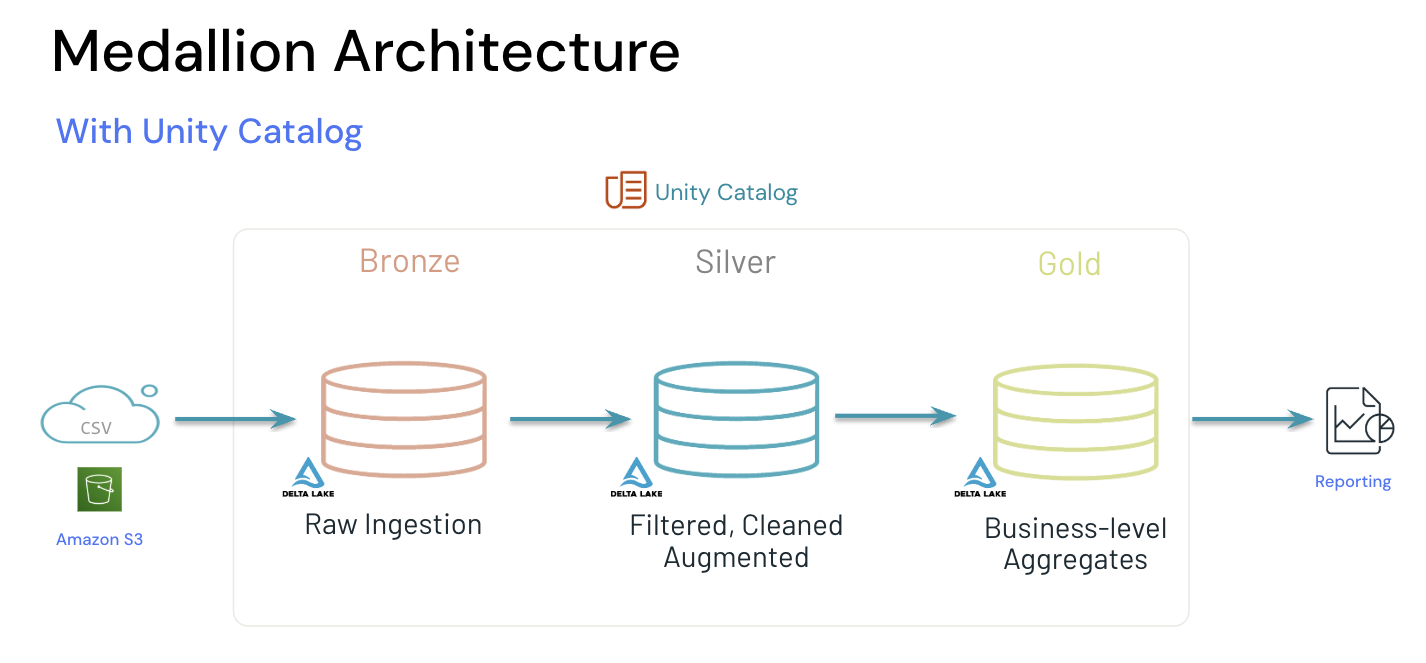 Medallion Architecture
With Unity Catalog
Unity Catalog
Bronze
Silver
Gold
CSV
DELTA LAKE
DELTA LAKE
DELTA LAKE
Amazon S3
Raw Ingestion
Filtered, Cleaned
Augmented
Business-level
Aggregates
Reporting